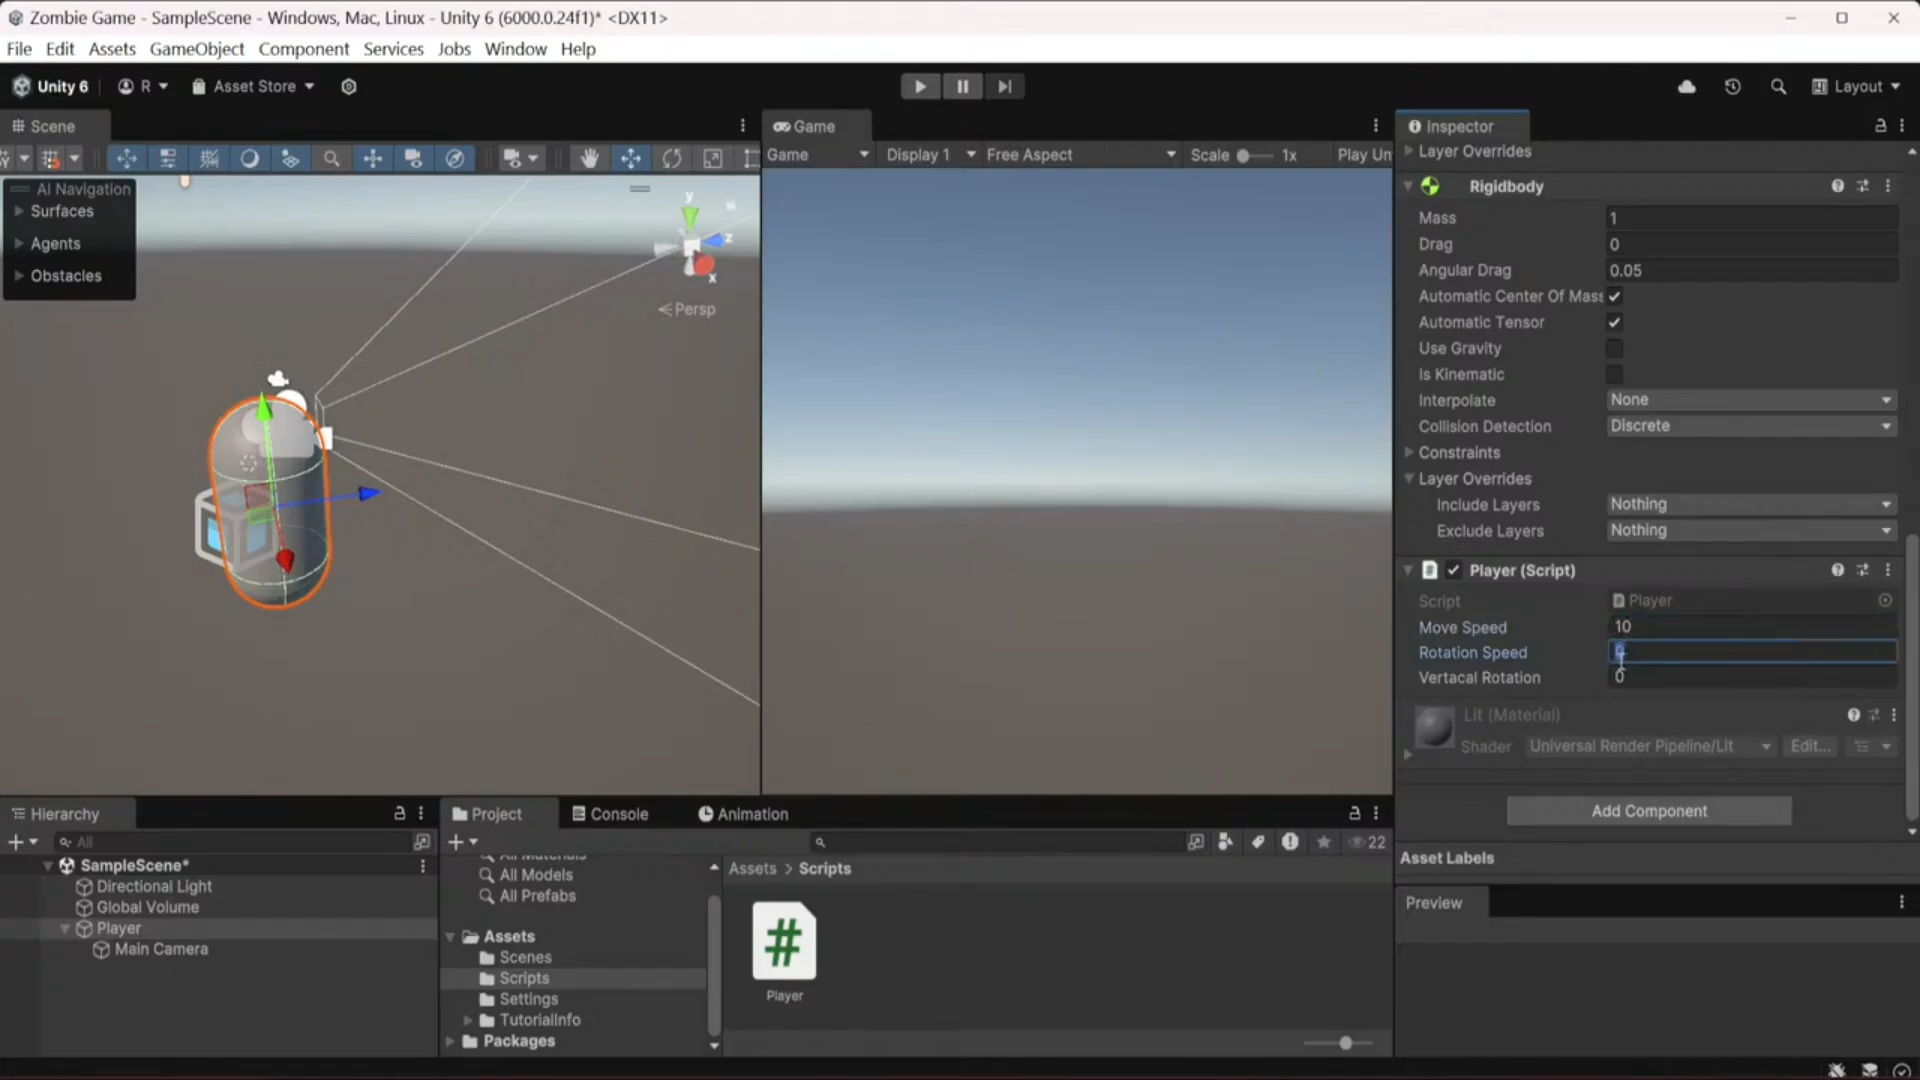 Zombie Game - SampleScene - Windows, Mac, Linux - Unity 6 (6000.0.24f1)* <DX11>
File Edit Assets GameObject Component Services Jobs Window Help
Unity 6 R Asset Store Layout
Scene
Game
Inspector
Game Display 1 Free Aspect Scale 1x Play Un
AI Navigation
Surfaces
Agents
Obstacles
y
z
x
Persp
Layer Overrides
Rigidbody
Mass 1
Drag 0
Angular Drag 0.05
Automatic Center Of Mass
Automatic Tensor
Use Gravity
Is Kinematic
Interpolate None
Collision Detection Discrete
Constraints
Layer Overrides
Include Layers Nothing
Exclude Layers Nothing
# Player (Script)
Script Player
Move Speed 10
Rotation Speed
Vertacal Rotation 0
Lit (Material)
Shader Universal Render Pipeline/Lit Edit...
Add Component
Asset Labels
Preview
Hierarchy
All
SampleScene*
Directional Light
Global Volume
Player
Main Camera
Project Console Animation
22
All Materials
All Models
All Prefabs
Assets
Scenes
Scripts
Settings
TutorialInfo
Packages
Assets > Scripts
#
Player